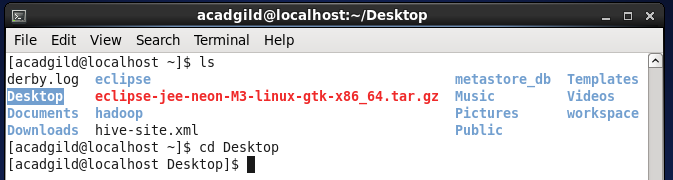 acadgild@localhost:~/Desktop
File Edit View Search Terminal Help
[acadgild@localhost ~]$ ls
derby.log eclipse metastore_db Templates
Desktop eclipse-jee-neon-M3-linux-gtk-x86_64.tar.gz Music Videos
Documents hadoop Pictures workspace
Downloads hive-site.xml Public
[acadgild@localhost ~]$ cd Desktop
[acadgild@localhost Desktop]$